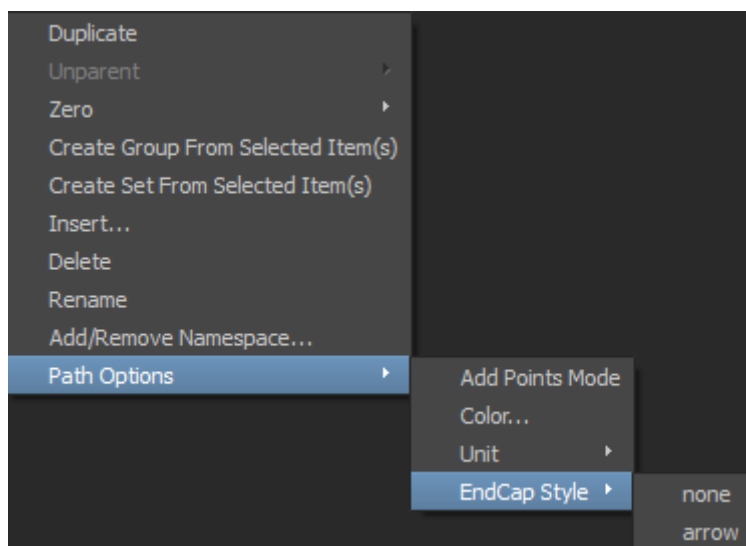 Duplicate
Unparent
Zero
Create Group From Selected Item(s)
Create Set From Selected Item(s)
Insert...
Delete
Rename
Add/Remove Namespace...
Path Options
Add Points Mode
Color...
Unit
EndCap Style
none
arrow